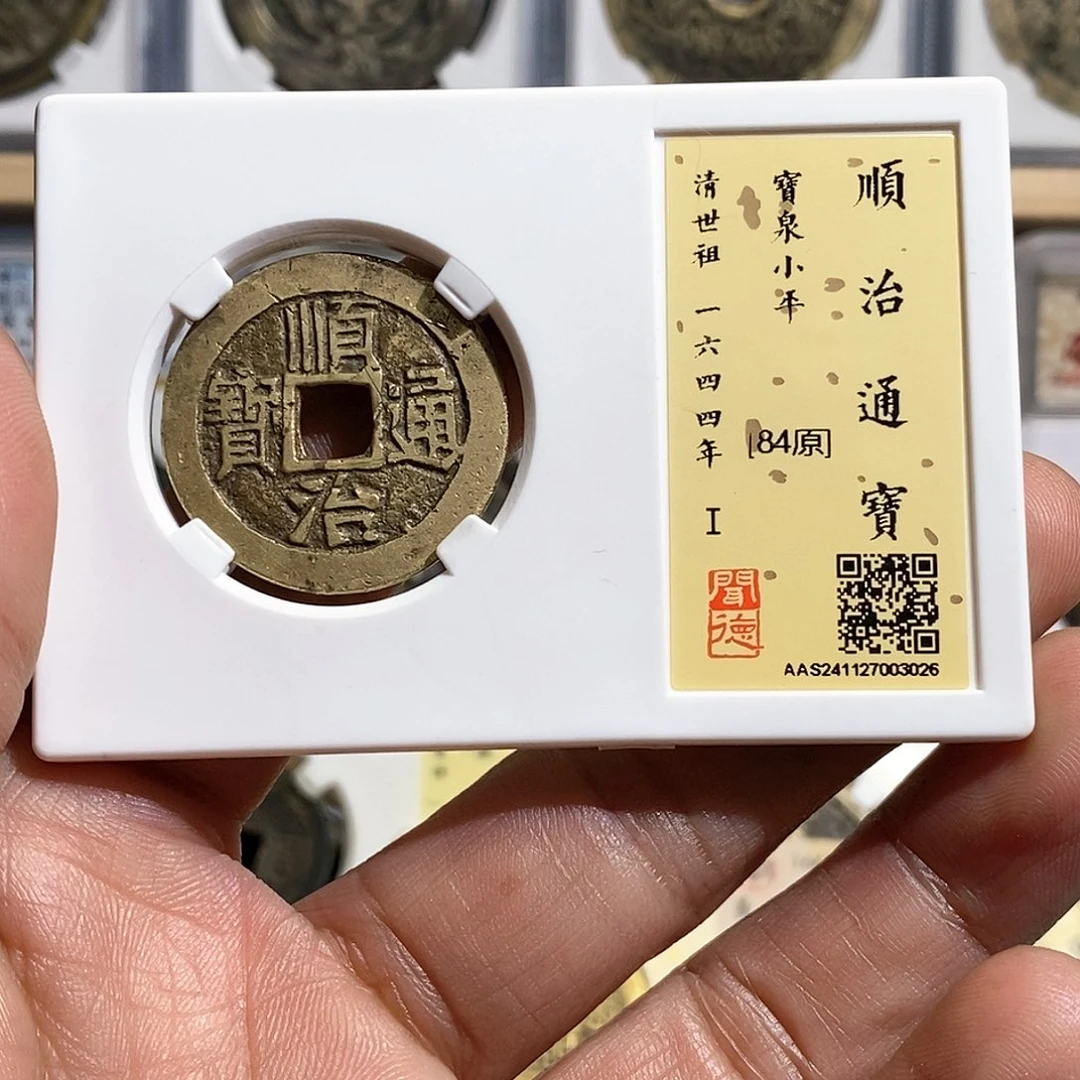 順治通寶
順治通寶
寶泉小平
[84原]
清世祖 一六四四年 I
聞德
AAS241127003026